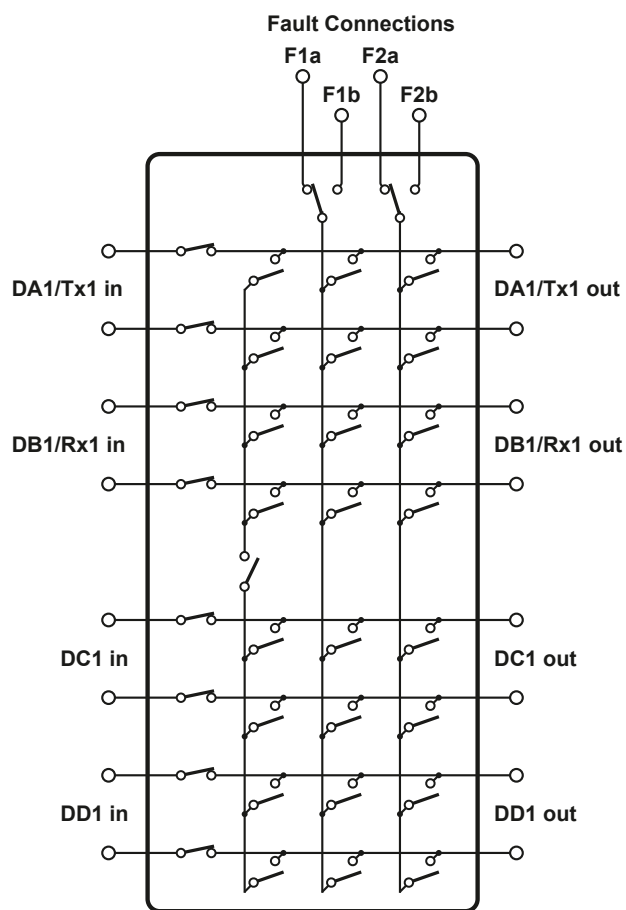 Fault Connections
F1a F2a
F1b F2b
DA1/Tx1 in DA1/Tx1 out
DB1/Rx1 in DB1/Rx1 out
DC1 in DC1 out
DD1 in DD1 out